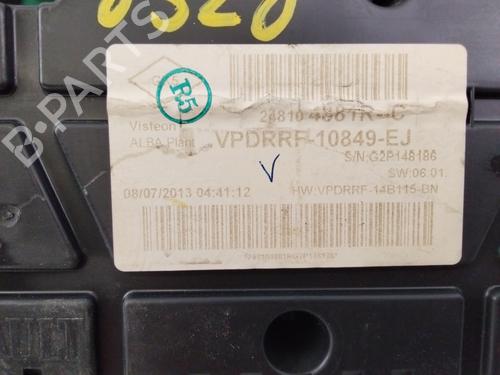 R5
Visteon
ALBA Plant
VPDRRF-10849-EJ
S/N:G2P148186
SW:06.01.
08/07/2013 04:41:12
HW:VPDRRF-14B115-BN
V
B-PARTS